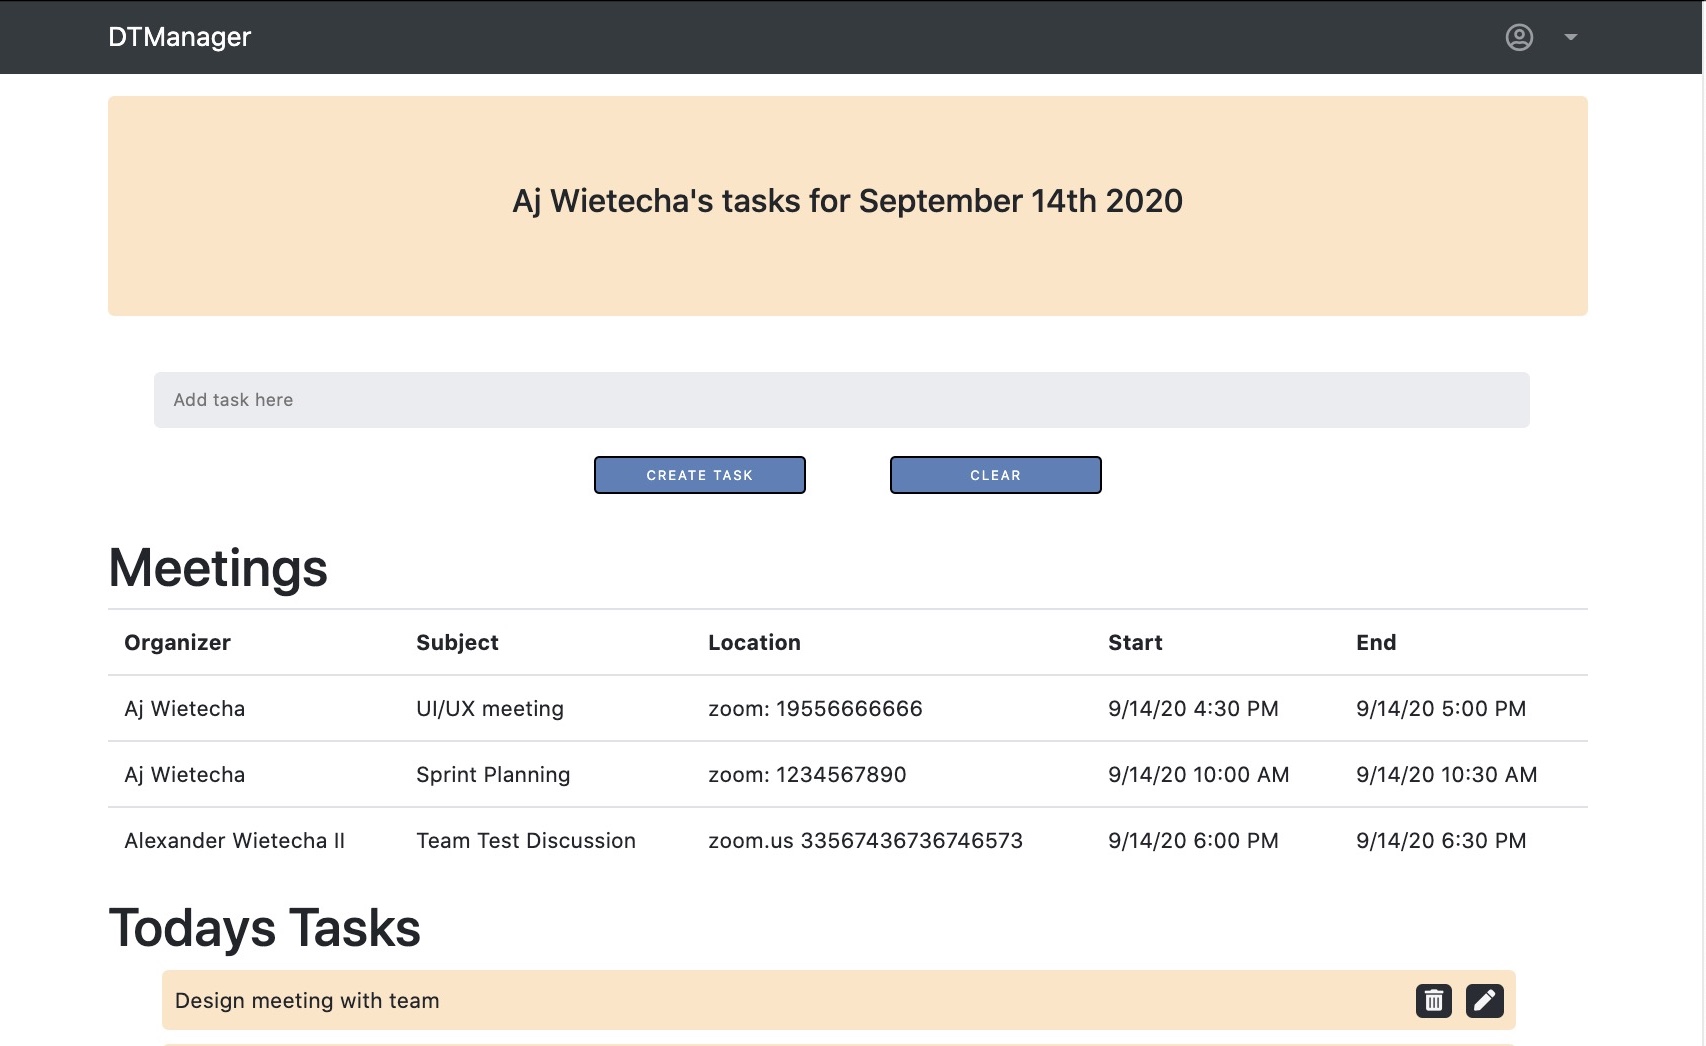 DTManager
Aj Wietecha's tasks for September 14th 2020
Add task here
CREATE TASK CLEAR
Meetings
Organizer Subject Location Start End
Aj Wietecha UI/UX meeting zoom: 19556666666 9/14/20 4:30 PM 9/14/20 5:00 PM
Aj Wietecha Sprint Planning zoom: 1234567890 9/14/20 10:00 AM 9/14/20 10:30 AM
Alexander Wietecha II Team Test Discussion zoom.us 33567436736746573 9/14/20 6:00 PM 9/14/20 6:30 PM
Todays Tasks
Design meeting with team